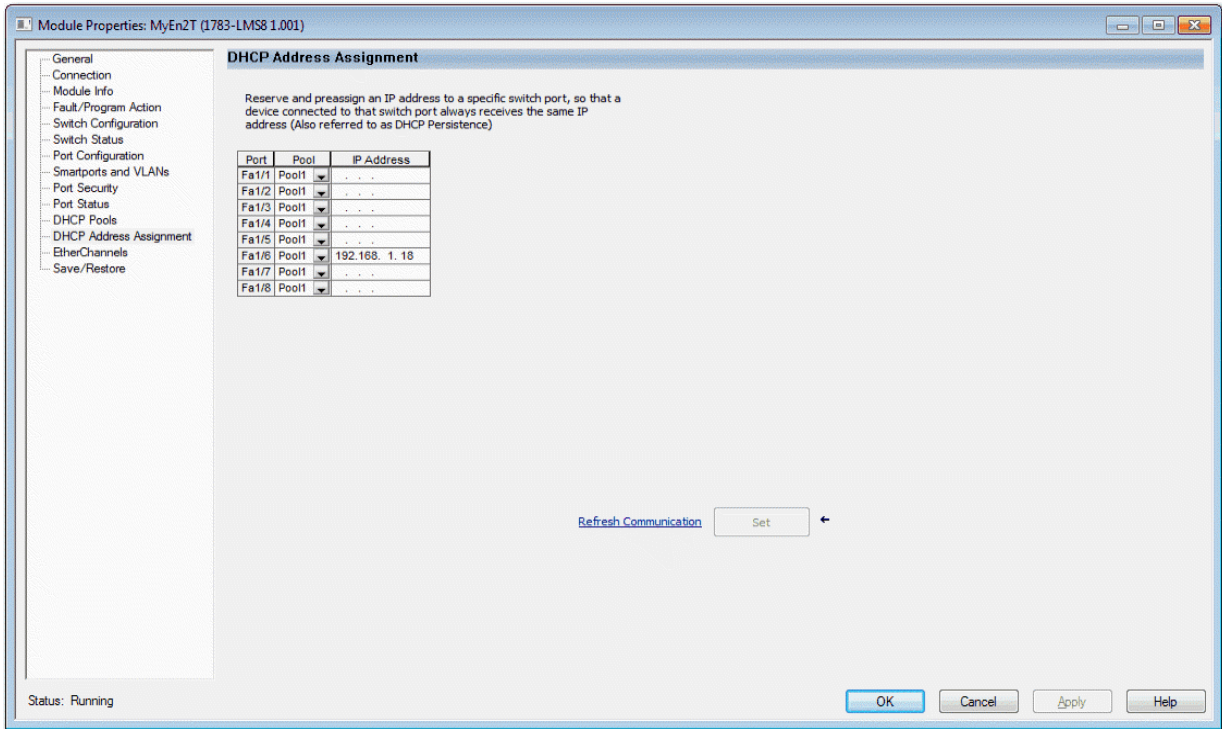 Module Properties: MyEn2T (1783-LMS8 1.001)
General
Connection
Module Info
Fault/Program Action
Switch Configuration
Switch Status
Port Configuration
Smartports and VLANs
Port Security
Port Status
DHCP Pools
DHCP Address Assignment
EtherChannels
Save/Restore
DHCP Address Assignment
Reserve and preassign an IP address to a specific switch port, so that a
device connected to that switch port always receives the same IP
address (Also referred to as DHCP Persistence)
Port Pool IP Address
Fa1/1 Pool1 . . .
Fa1/2 Pool1 . . .
Fa1/3 Pool1 . . .
Fa1/4 Pool1 . . .
Fa1/5 Pool1 . . .
Fa1/6 Pool1 192.168. 1. 18
Fa1/7 Pool1 . . .
Fa1/8 Pool1 . . .
Refresh Communication Set
Status: Running
OK Cancel Apply Help